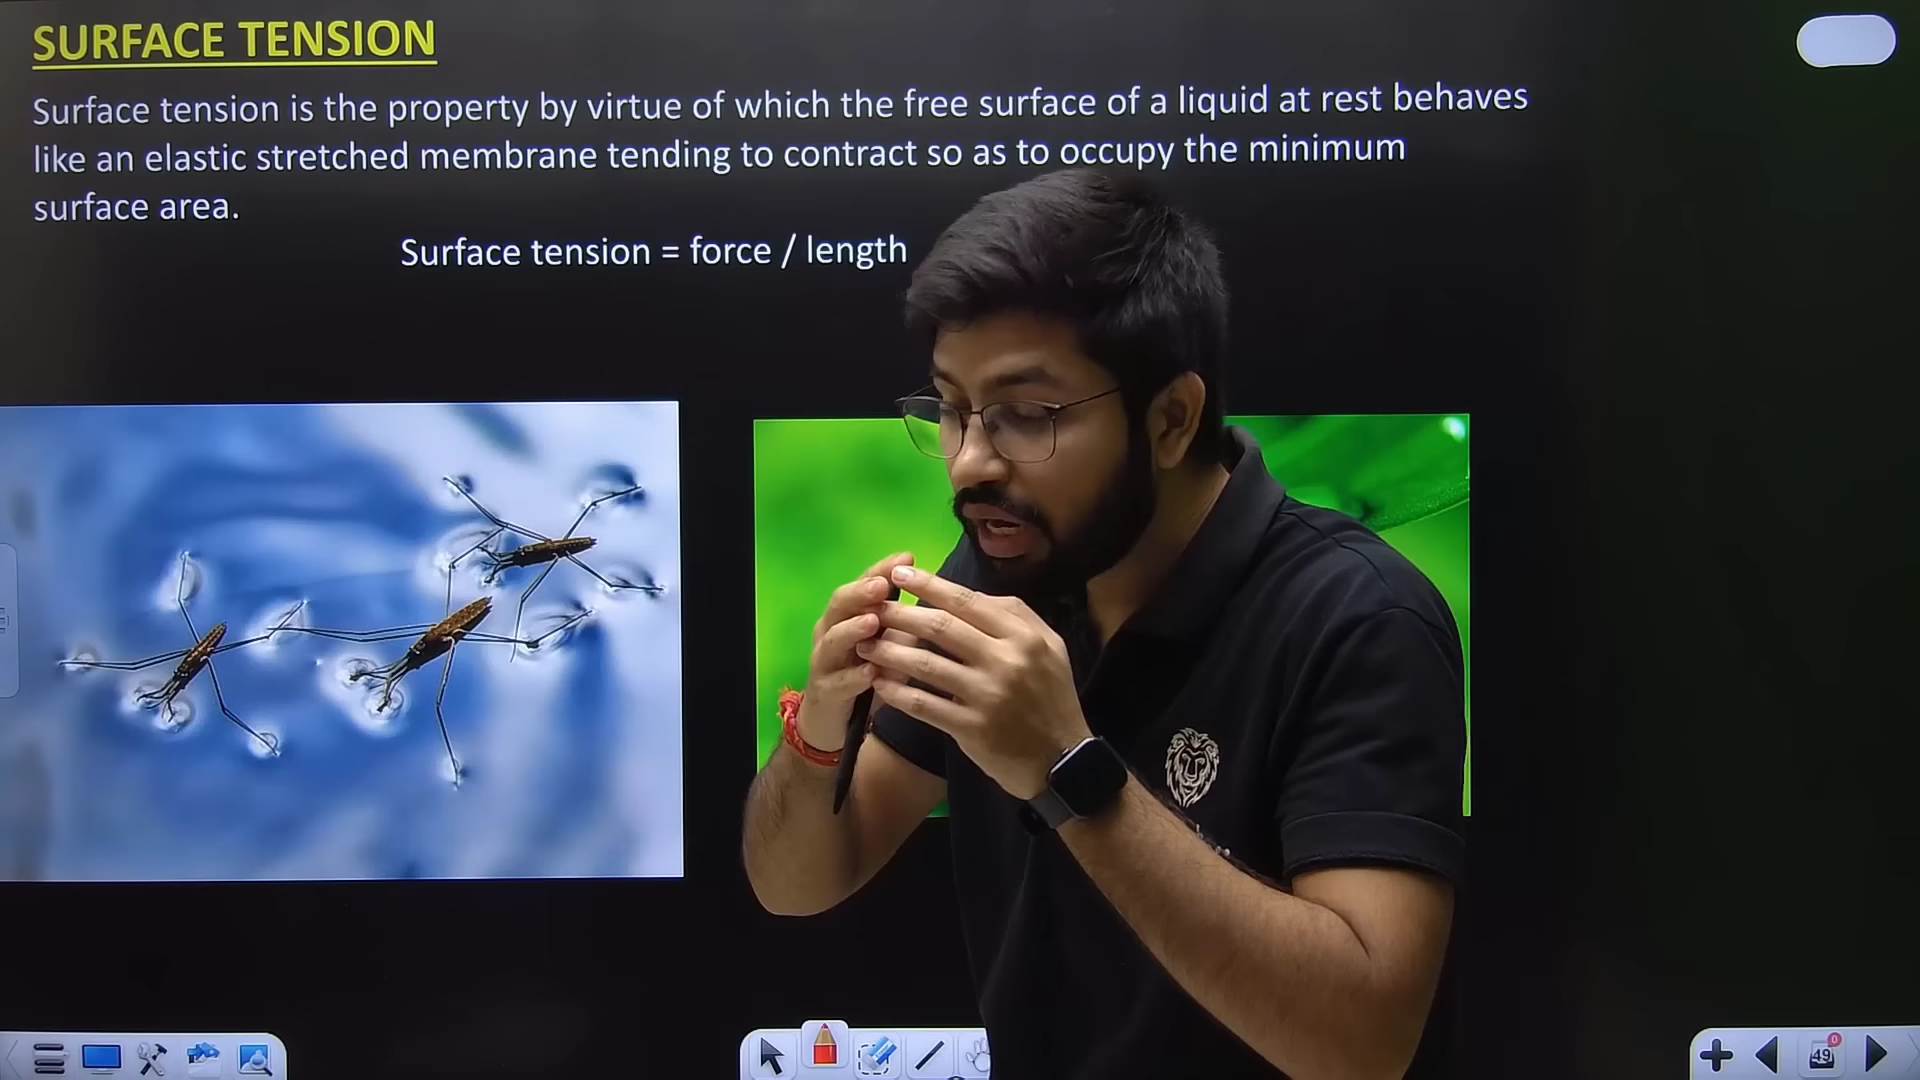 SURFACE TENSION
Surface tension is the property by virtue of which the free surface of a liquid at rest behaves
like an elastic stretched membrane tending to contract so as to occupy the minimum
surface area.
Surface tension = force / length
49
0